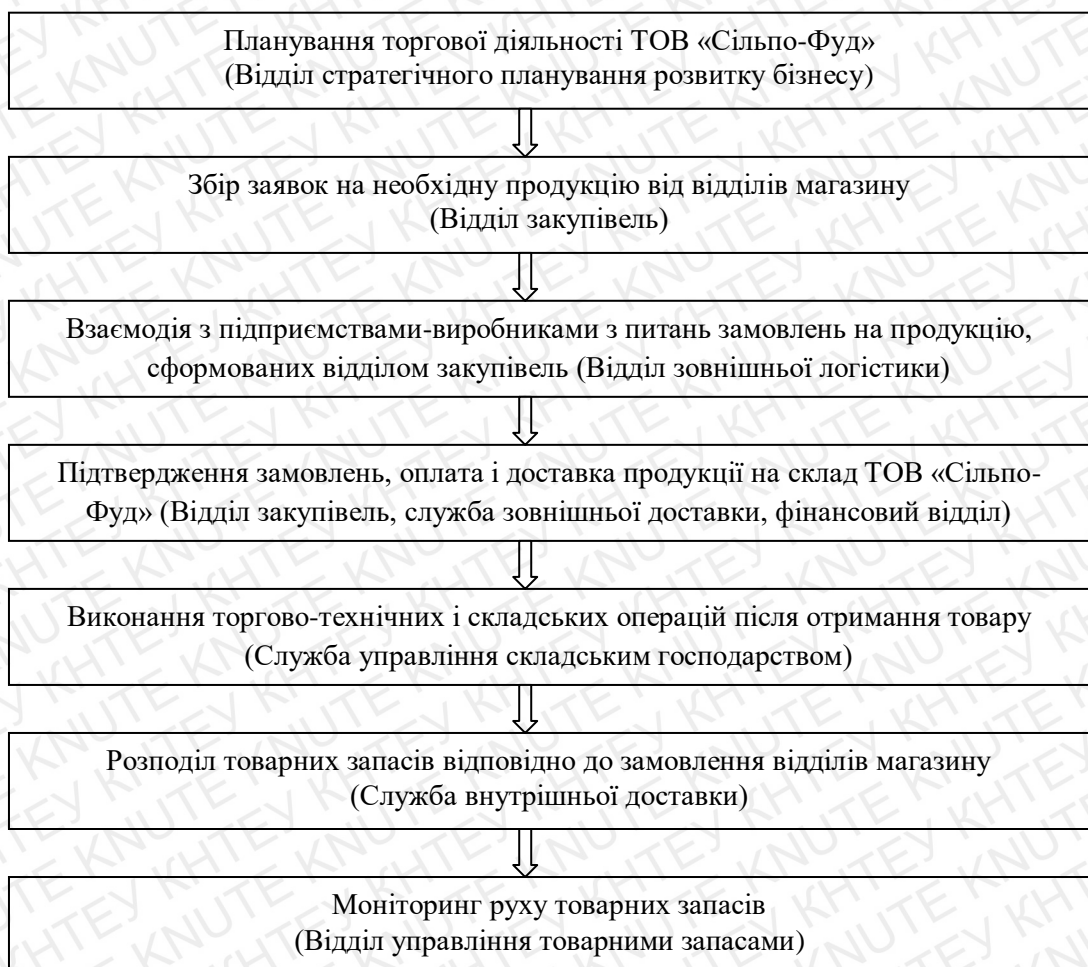 Планування торгової діяльності ТОВ «Сільпо-Фуд»
(Відділ стратегічного планування розвитку бізнесу)
Збір заявок на необхідну продукцію від відділів магазину
(Відділ закупівель)
Взаємодія з підприємствами-виробниками з питань замовлень на продукцію,
сформованих відділом закупівель (Відділ зовнішньої логістики)
Підтвердження замовлень, оплата і доставка продукції на склад ТОВ «Сільпо-
Фуд» (Відділ закупівель, служба зовнішньої доставки, фінансовий відділ)
Виконання торгово-технічних і складських операцій після отримання товару
(Служба управління складським господарством)
Розподіл товарних запасів відповідно до замовлення відділів магазину
(Служба внутрішньої доставки)
Моніторинг руху товарних запасів
(Відділ управління товарними запасами)